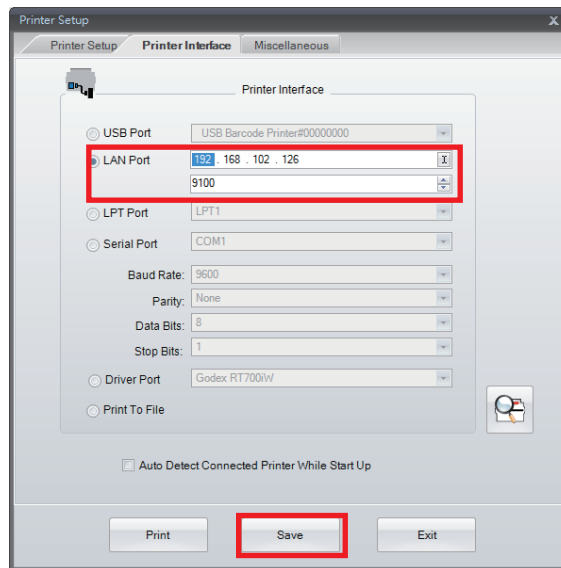 Printer Setup X
Printer Setup Printer Interface Miscellaneous
Printer Interface
USB Port USB Barcode Printer#00000000
LAN Port 192 . 168 . 102 . 126
9100
LPT Port LPT1
Serial Port COM1
Baud Rate: 9600
Parity: None
Data Bits: 8
Stop Bits: 1
Driver Port Godex RT700iW
Print To File
Auto Detect Connected Printer While Start Up
Print Save Exit